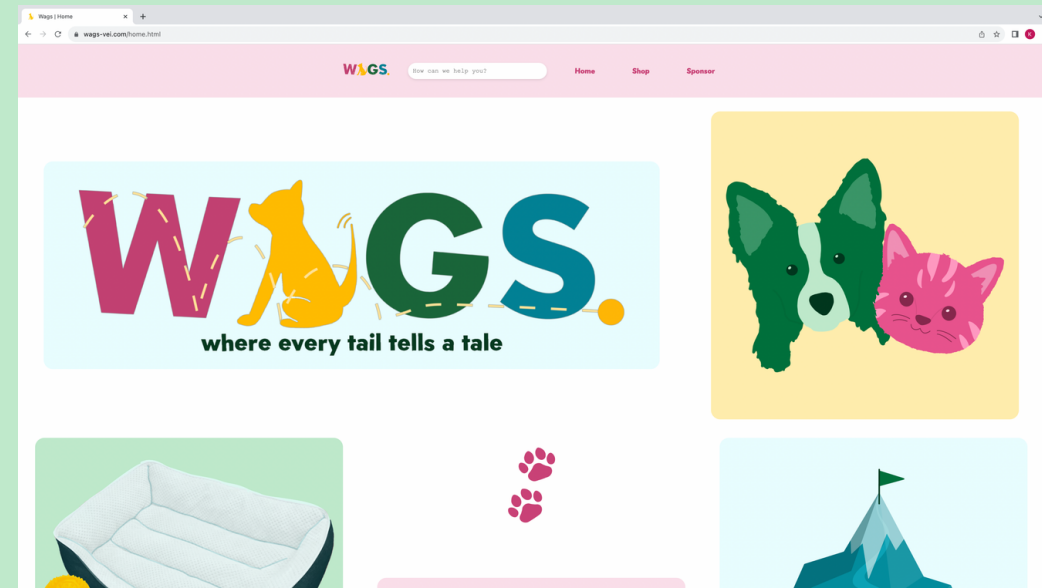 Wags | Home
wags-vei.com/home.html
K
WAGS.
How can we help you?
Home
Shop
Sponsor
WAGS.
where every tail tells a tale